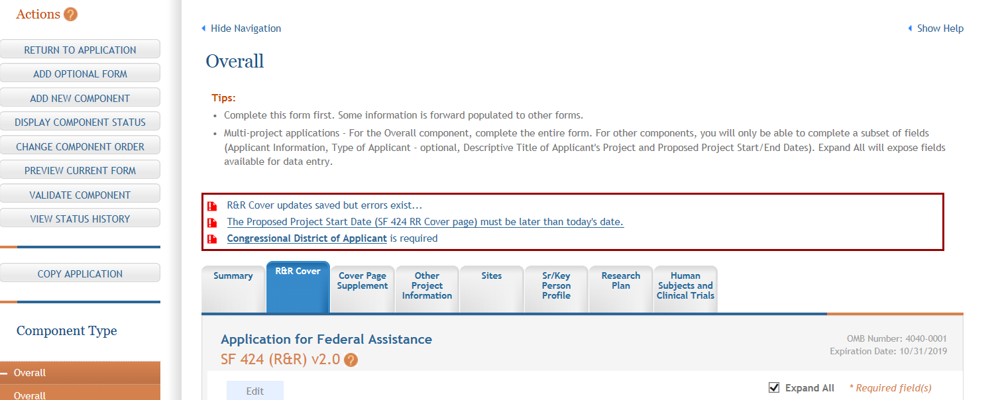 Actions ?
RETURN TO APPLICATION
ADD OPTIONAL FORM
ADD NEW COMPONENT
DISPLAY COMPONENT STATUS
CHANGE COMPONENT ORDER
PREVIEW CURRENT FORM
VALIDATE COMPONENT
VIEW STATUS HISTORY
COPY APPLICATION
Component Type
Overall
Overall
Hide Navigation
Show Help
Overall
Tips:
• Complete this form first. Some information is forward populated to other forms.
• Multi-project applications - For the Overall component, complete the entire form. For other components, you will only be able to complete a subset of fields
(Applicant Information, Type of Applicant - optional, Descriptive Title of Applicant's Project and Proposed Project Start/End Dates). Expand All will expose fields
available for data entry.
R&R Cover updates saved but errors exist...
The Proposed Project Start Date (SF 424 RR Cover page) must be later than today's date.
Congressional District of Applicant is required
Summary
R&R Cover
Cover Page
Supplement
Other
Project
Information
Sites
Sr/Key
Person
Profile
Research
Plan
Human
Subjects and
Clinical Trials
Application for Federal Assistance
SF 424 (R&R) v2.0 ?
OMB Number: 4040-0001
Expiration Date: 10/31/2019
Edit
Expand All
* Required field(s)